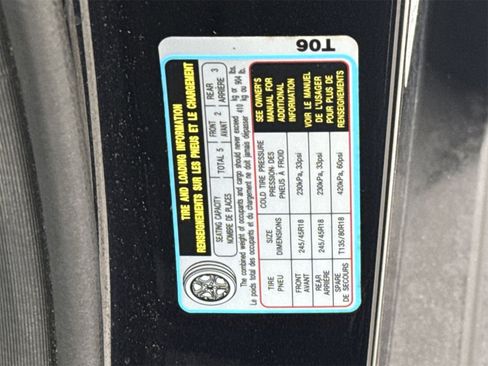 TIRE AND LOADING INFORMATION
RENSEIGNEMENTS SUR LES PNEUS ET LE CHARGEMENT
SEATING CAPACITY
NOMBRE DE PLACES
TOTAL 5
FRONT 2
AVANT
REAR 3
ARRIÈRE
The combined weight of occupants and cargo should never exceed 410 kg or 904 lbs.
Le poids total des occupants et du chargement ne doit jamais dépasser 410 kg ou 904 lb.
TIRE
PNEU
SIZE
DIMENSIONS
COLD TIRE PRESSURE
PRESSION DES
PNEUS À FROID
FRONT
AVANT
245/45R18
230kPa, 33psi
REAR
ARRIÈRE
245/45R18
230kPa, 33psi
SPARE
DE SECOURS
T135/80R18
420kPa, 60psi
SEE OWNER'S
MANUAL FOR
ADDITIONAL
INFORMATION
VOIR LE MANUEL
DE L'USAGER
POUR PLUS DE
RENSEIGNEMENTS
T06